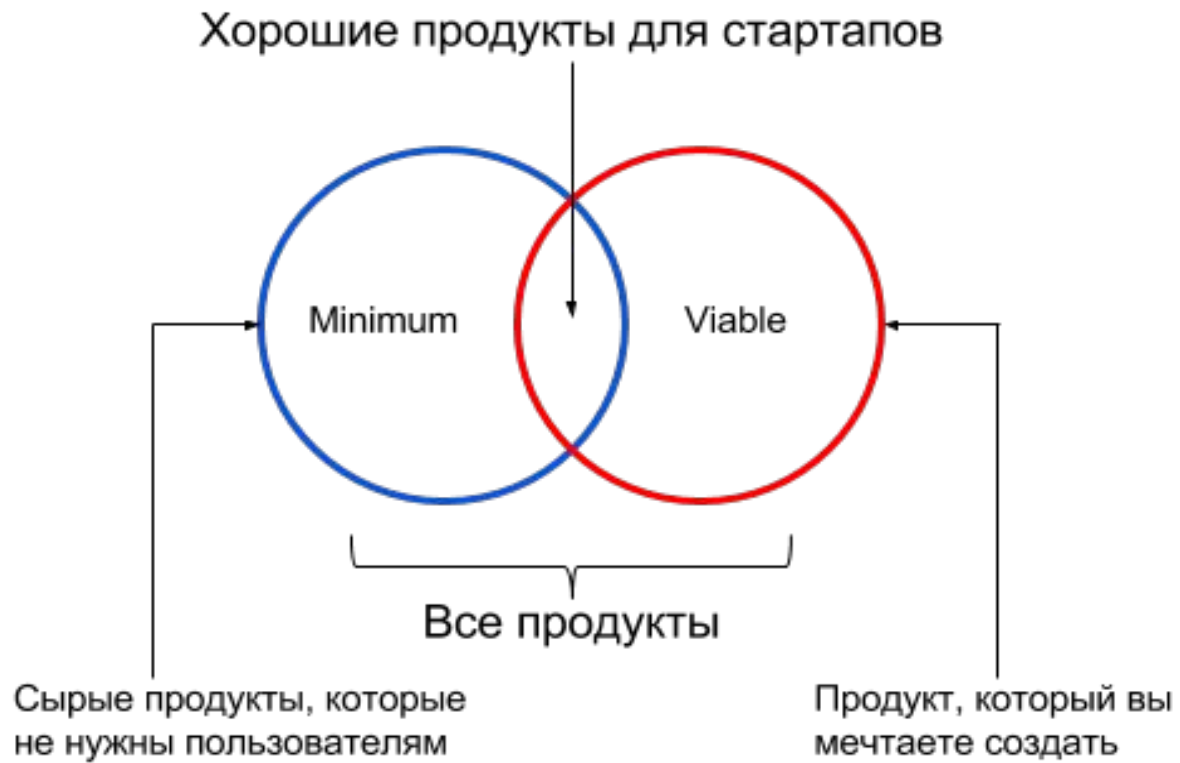 Хорошие продукты для стартапов
Minimum
Viable
Все продукты
Сырые продукты, которые
не нужны пользователям
Продукт, который вы
мечтаете создать